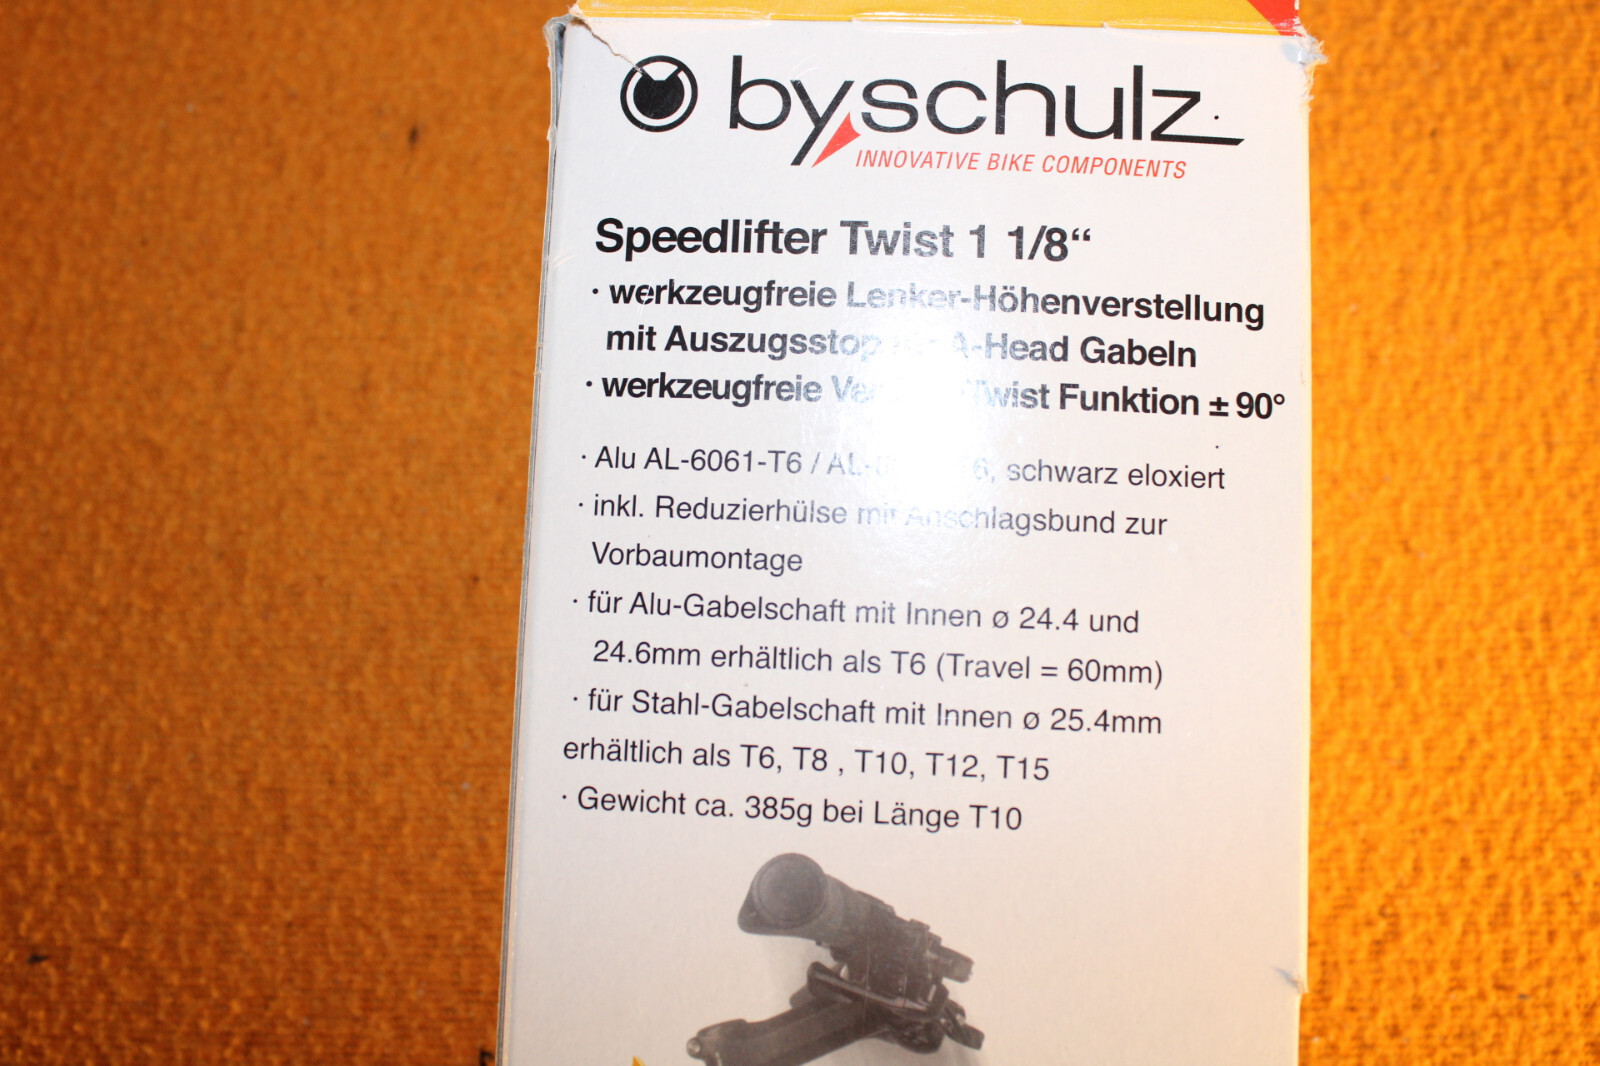 byschulz
INNOVATIVE BIKE COMPONENTS
Speedlifter Twist 1 1/8“
· werkzeugfreie Lenker-Höhenverstellung
mit Auszugsstop A-Head Gabeln
· werkzeugfreie Twist Funktion ± 90°
· Alu AL-6061-T6 / schwarz eloxiert
· inkl. Reduzierhülse mit Anschlagsbund zur
Vorbaumontage
· für Alu-Gabelschaft mit Innen ø 24.4 und
24.6mm erhältlich als T6 (Travel = 60mm)
· für Stahl-Gabelschaft mit Innen ø 25.4mm
erhältlich als T6, T8 , T10, T12, T15
· Gewicht ca. 385g bei Länge T10